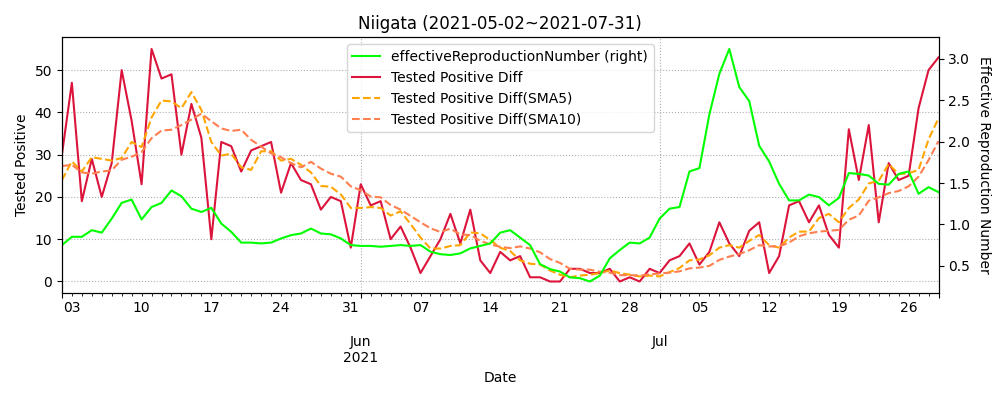 Niigata (2021-05-02~2021-07-31)
effectiveReproductionNumber (right)
Tested Positive Diff
Tested Positive Diff(SMA5)
Tested Positive Diff(SMA10)
Tested Positive
50
40
30
20
10
0
3.0
2.5
2.0
1.5
1.0
0.5
Effective Reproduction Number
03 10 17 24 31 07 14 21 28 05 12 19 26
Jun Jul
2021
Date